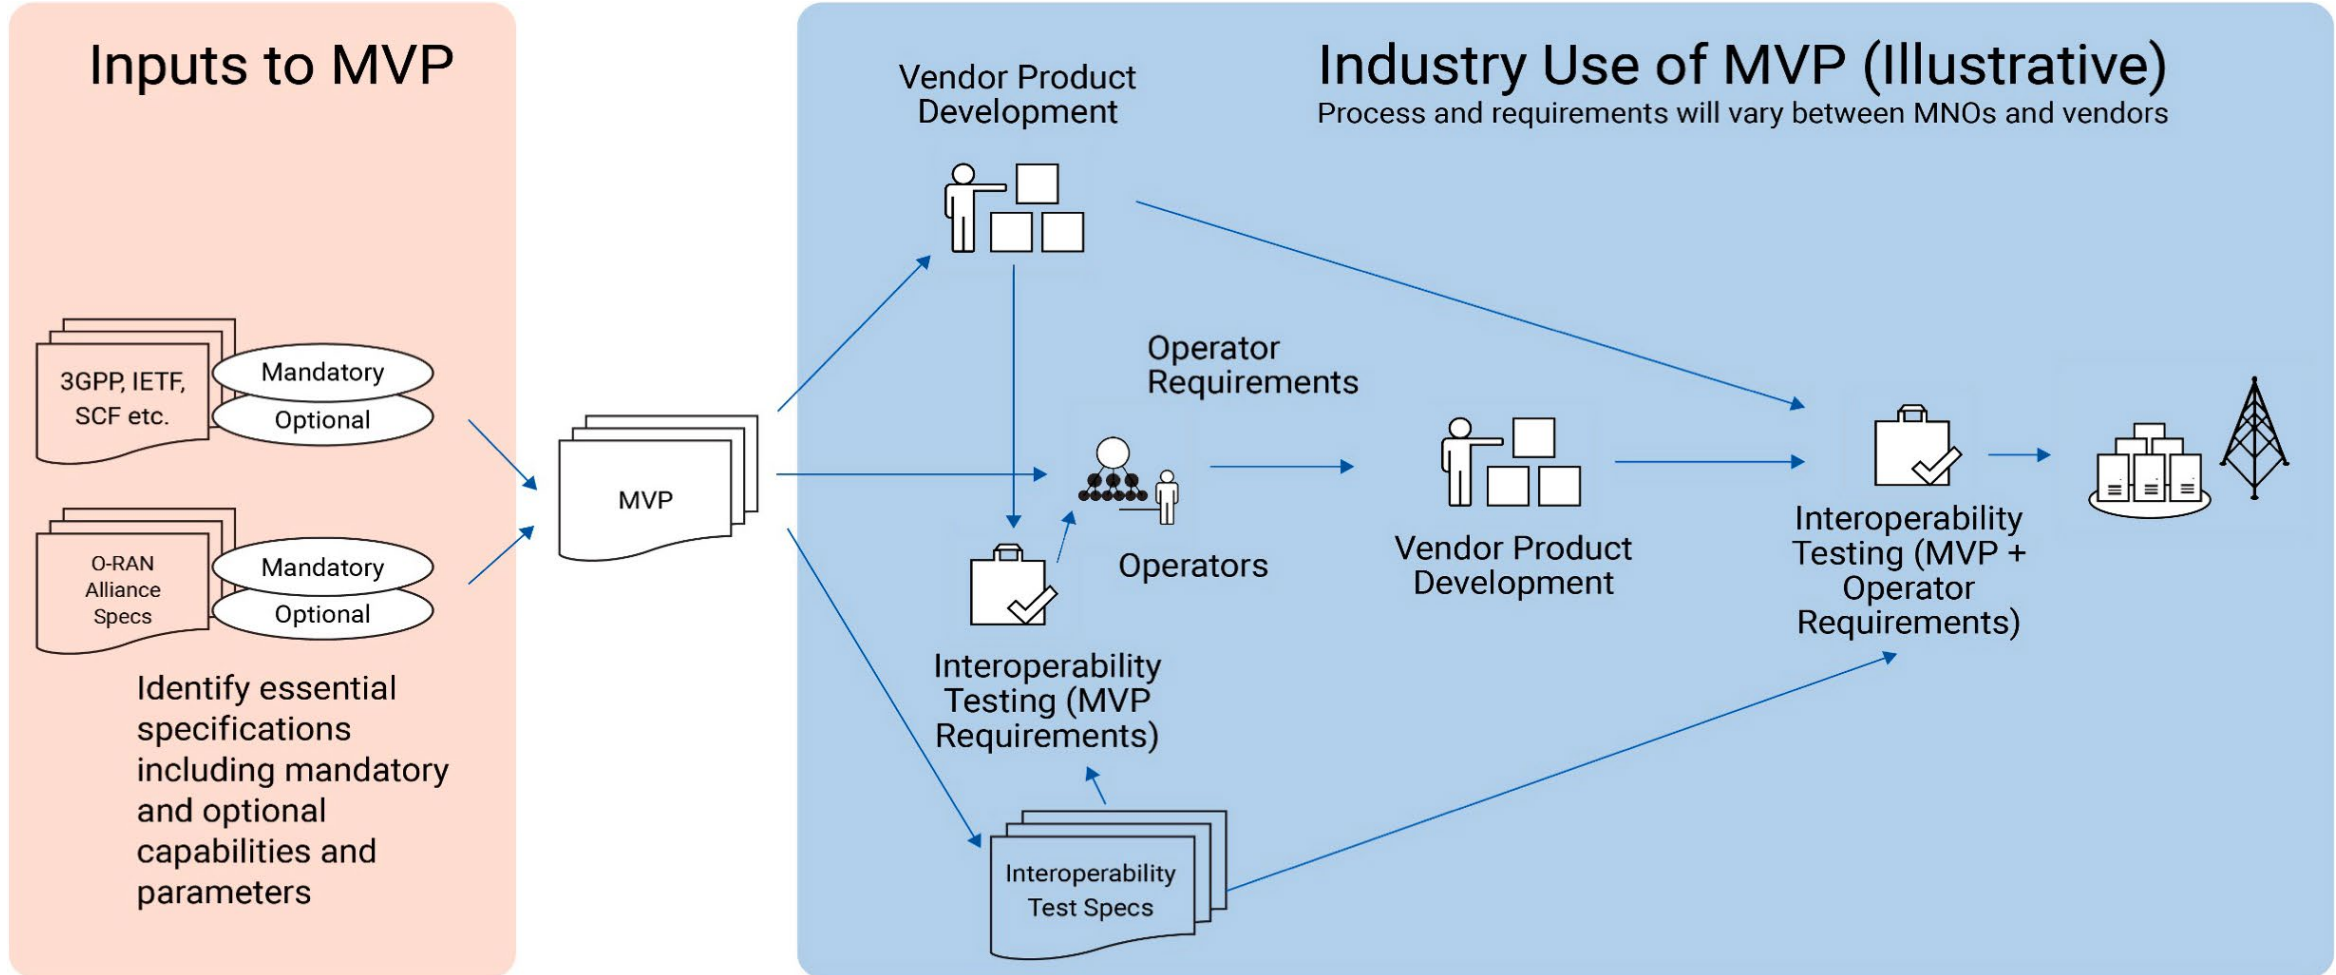 Inputs to MVP
3GPP, IETF,
SCF etc.
Mandatory
Optional
O-RAN
Alliance
Specs
Mandatory
Optional
Identify essential
specifications
including mandatory
and optional
capabilities and
parameters
MVP
Industry Use of MVP (Illustrative)
Process and requirements will vary between MNOs and vendors
Vendor Product
Development
Operator
Requirements
Operators
Interoperability
Testing (MVP
Requirements)
Interoperability
Test Specs
Vendor Product
Development
Interoperability
Testing (MVP +
Operator
Requirements)